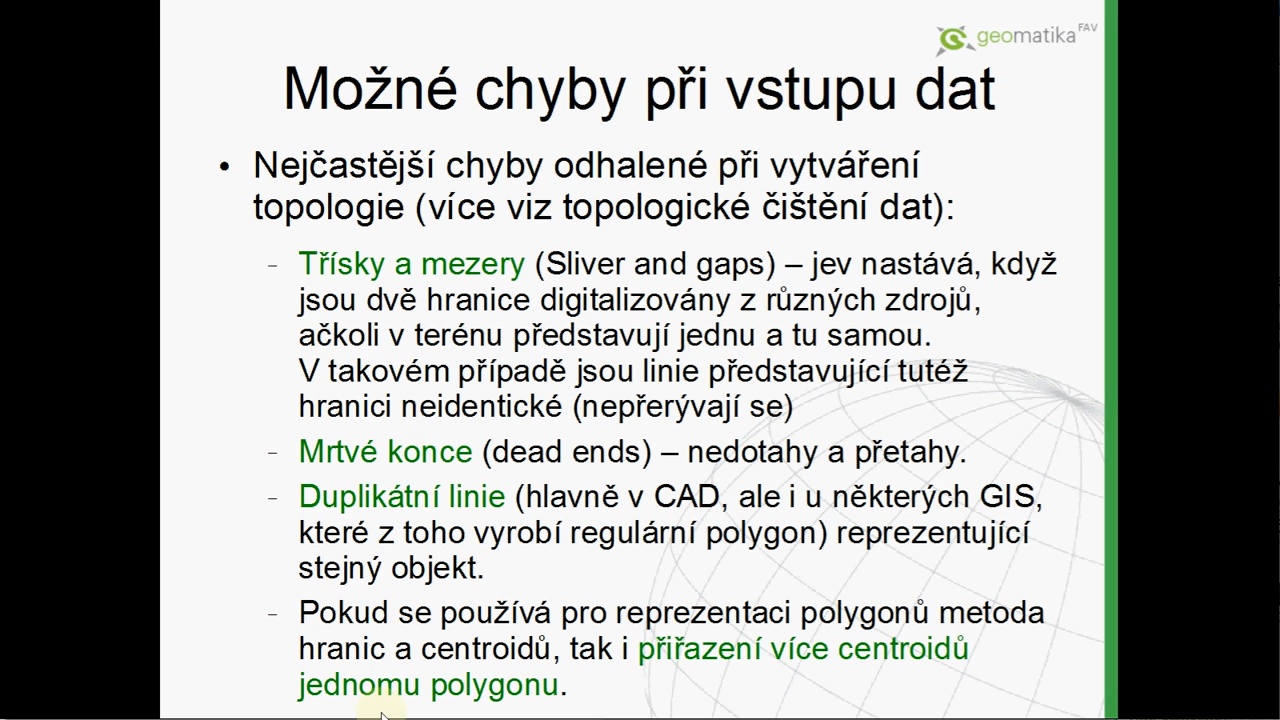 geomatika FAV
Možné chyby při vstupu dat
• Nejčastější chyby odhalené při vytváření
topologie (více viz topologické čištění dat):
– Třísky a mezery (Sliver and gaps) – jev nastává, když
jsou dvě hranice digitalizovány z různých zdrojů,
ačkoli v terénu představují jednu a tu samou.
V takovém případě jsou linie představující tutéž
hranici neidentické (nepřerývají se)
– Mrtvé konce (dead ends) – nedotahy a přetahy.
– Duplikátní linie (hlavně v CAD, ale i u některých GIS,
které z toho vyrobí regulární polygon) reprezentující
stejný objekt.
– Pokud se používá pro reprezentaci polygonů metoda
hranic a centroidů, tak i přiřazení více centroidů
jednomu polygonu.